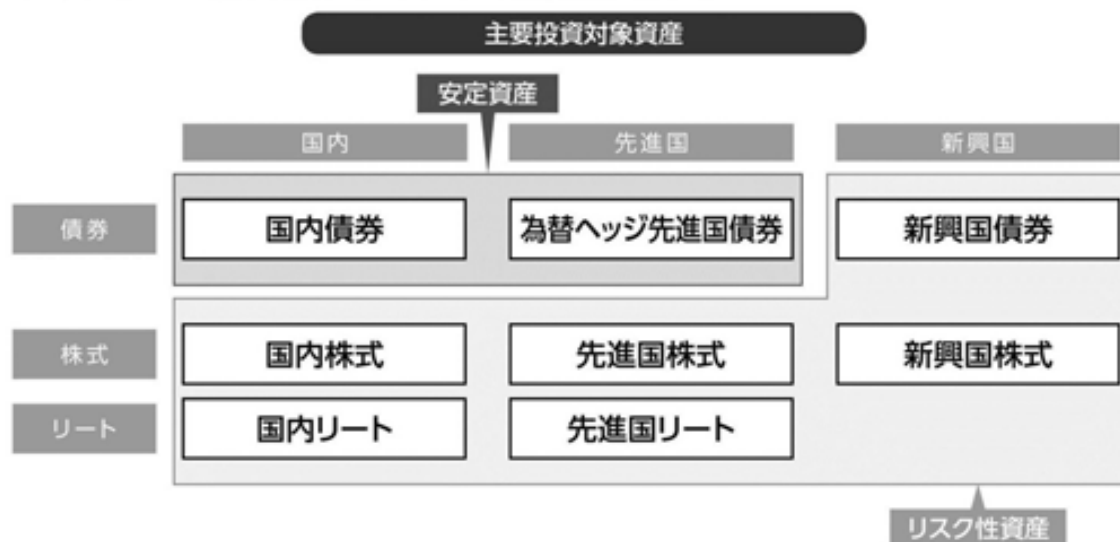 主要投資対象資産
安定資産
国内 先進国 新興国
債券 国内債券 為替ヘッジ先進国債券 新興国債券
株式 国内株式 先進国株式 新興国株式
リート 国内リート 先進国リート
リスク性資産